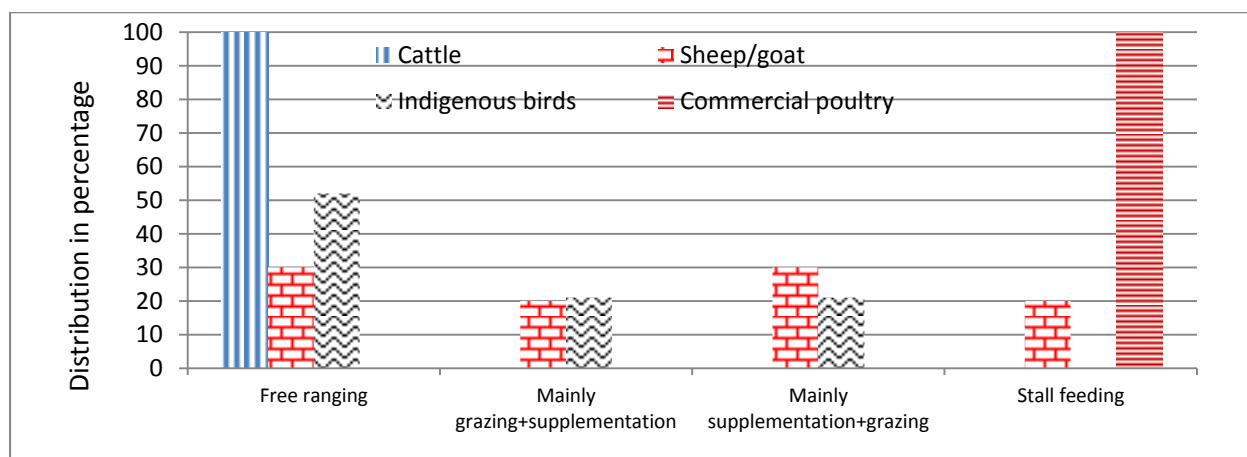 Distribution in percentage
100
90
80
70
60
50
40
30
20
10
0
Cattle
Sheep/goat
Indigenous birds
Commercial poultry
Free ranging
Mainly
grazing+supplementation
Mainly
supplementation+grazing
Stall feeding